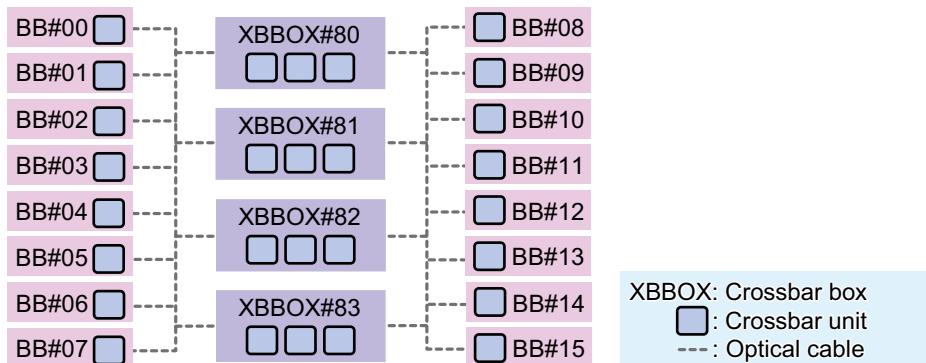 BB#00
BB#01
BB#02
BB#03
BB#04
BB#05
BB#06
BB#07
XBBOX#80
XBBOX#81
XBBOX#82
XBBOX#83
BB#08
BB#09
BB#10
BB#11
BB#12
BB#13
BB#14
BB#15
XBBOX: Crossbar box
: Crossbar unit
: Optical cable